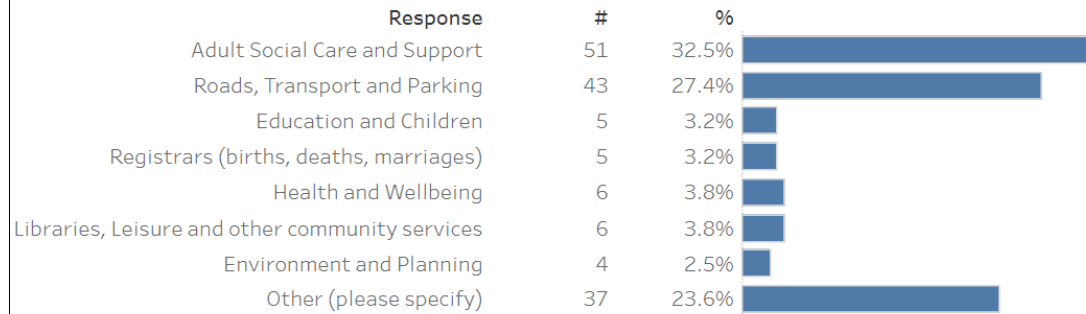 Response # %
Adult Social Care and Support 51 32.5%
Roads, Transport and Parking 43 27.4%
Education and Children 5 3.2%
Registrars (births, deaths, marriages) 5 3.2%
Health and Wellbeing 6 3.8%
Libraries, Leisure and other community services 6 3.8%
Environment and Planning 4 2.5%
Other (please specify) 37 23.6%